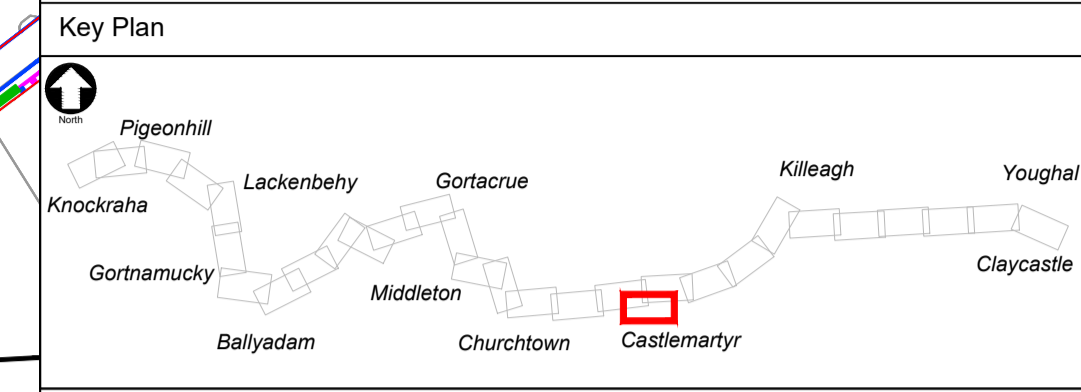 Key Plan
North
Pigeonhill
Knockraha
Lackenbehy
Gortnamucky
Ballyadam
Gortacrue
Middleton
Churchtown
Castlemartyr
Killeagh
Youghal
Claycastle